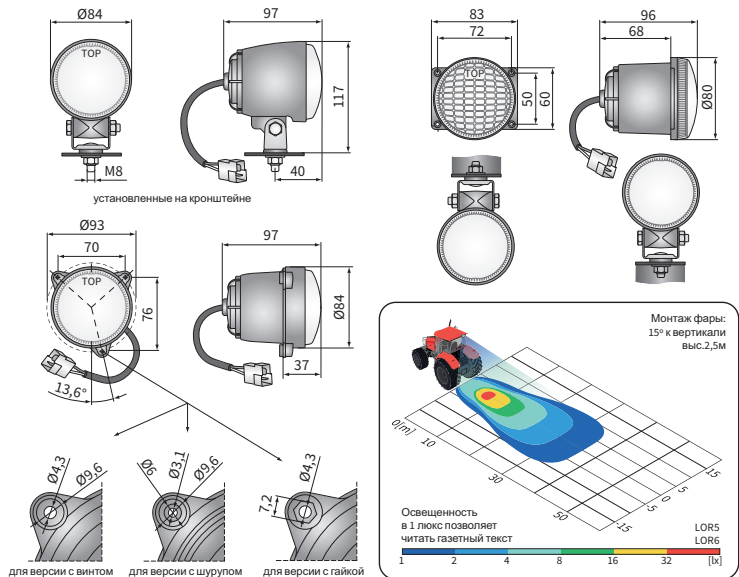 Ø84
97
TOP
117
M8
40
установленные на кронштейне
83
72
96
68
TOP
50
60
Ø80
Ø93
70
97
TOP
76
Ø84
37
13,6°
Ø4,3
Ø9,6
Ø6
Ø3,1
Ø9,6
Ø4,3
7,2
для версии с винтом
для версии с шурупом
для версии с гайкой
Монтаж фары:
15º к вертикали
выс.2,5м
0[m]
10
30
50
15
5
0
-5
-15
Освещенность
в 1 люкс позволяет
читать газетный текст
LOR5
LOR6
1 2 4 8 16 32 [lx]